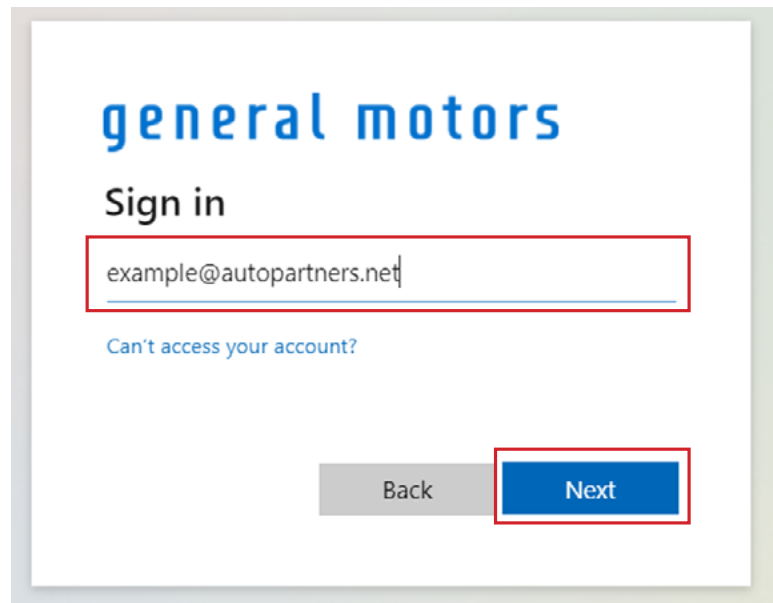 general motors
Sign in
example@autopartners.net
Can't access your account?
Back Next